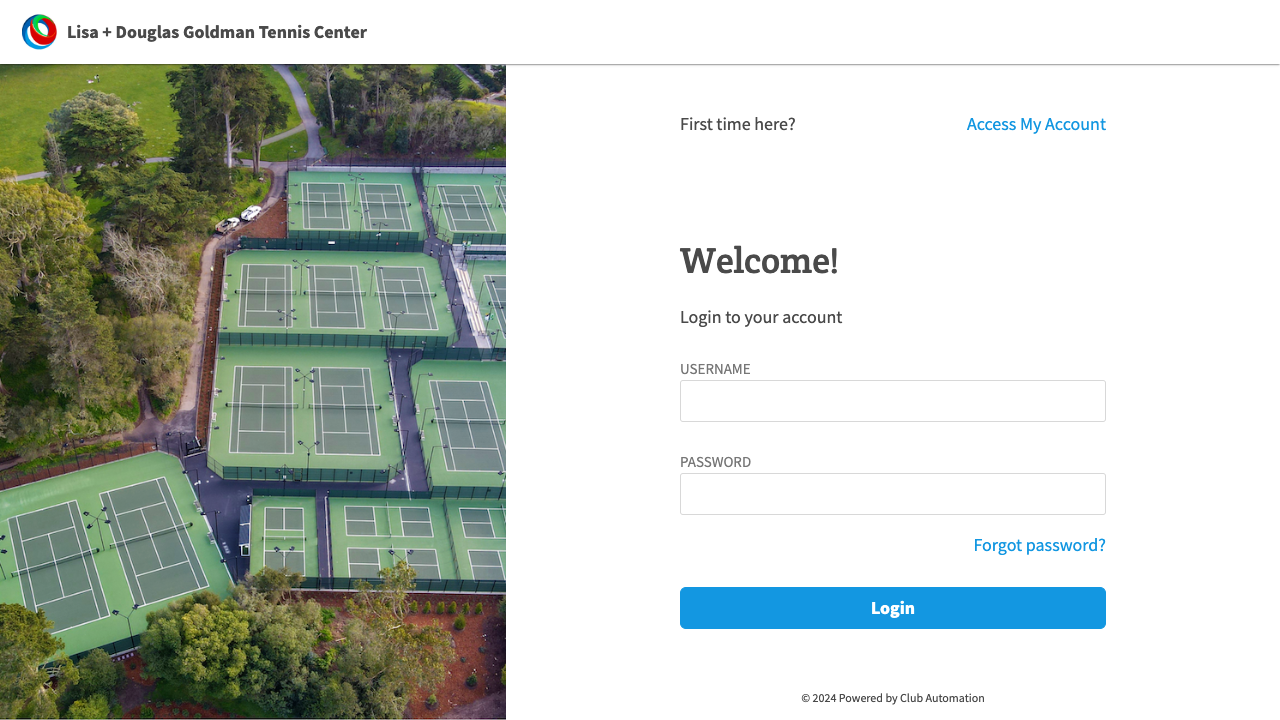 Lisa + Douglas Goldman Tennis Center
First time here?
Access My Account
Welcome!
Login to your account
USERNAME
PASSWORD
Forgot password?
Login
© 2024 Powered by Club Automation